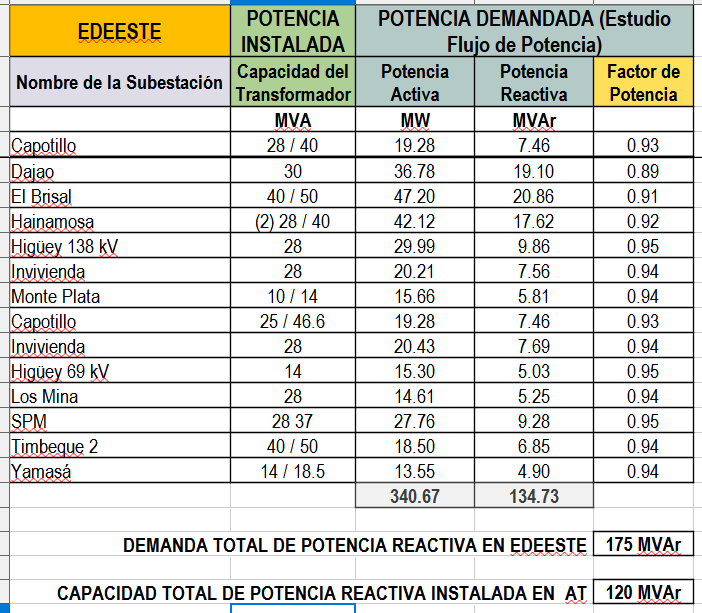 EDEESTE POTENCIA INSTALADA POTENCIA DEMANDADA (Estudio Flujo de Potencia)
Nombre de la Subestación Capacidad del Transformador Potencia Activa Potencia Reactiva Factor de Potencia
MVA MW MVAr
Capotillo 28 / 40 19.28 7.46 0.93
Dajao 30 36.78 19.10 0.89
El Brisal 40 / 50 47.20 20.86 0.91
Hainamosa (2) 28 / 40 42.12 17.62 0.92
Higüey 138 kV 28 29.99 9.86 0.95
Invivienda 28 20.21 7.56 0.94
Monte Plata 10 / 14 15.66 5.81 0.94
Capotillo 25 / 46.6 19.28 7.46 0.93
Invivienda 28 20.43 7.69 0.94
Higüey 69 kV 14 15.30 5.03 0.95
Los Mina 28 14.61 5.25 0.94
SPM 28 37 27.76 9.28 0.95
Timbeque 2 40 / 50 18.50 6.85 0.94
Yamasá 14 / 18.5 13.55 4.90 0.94
340.67 134.73
DEMANDA TOTAL DE POTENCIA REACTIVA EN EDEESTE 175 MVAr
CAPACIDAD TOTAL DE POTENCIA REACTIVA INSTALADA EN AT 120 MVAr